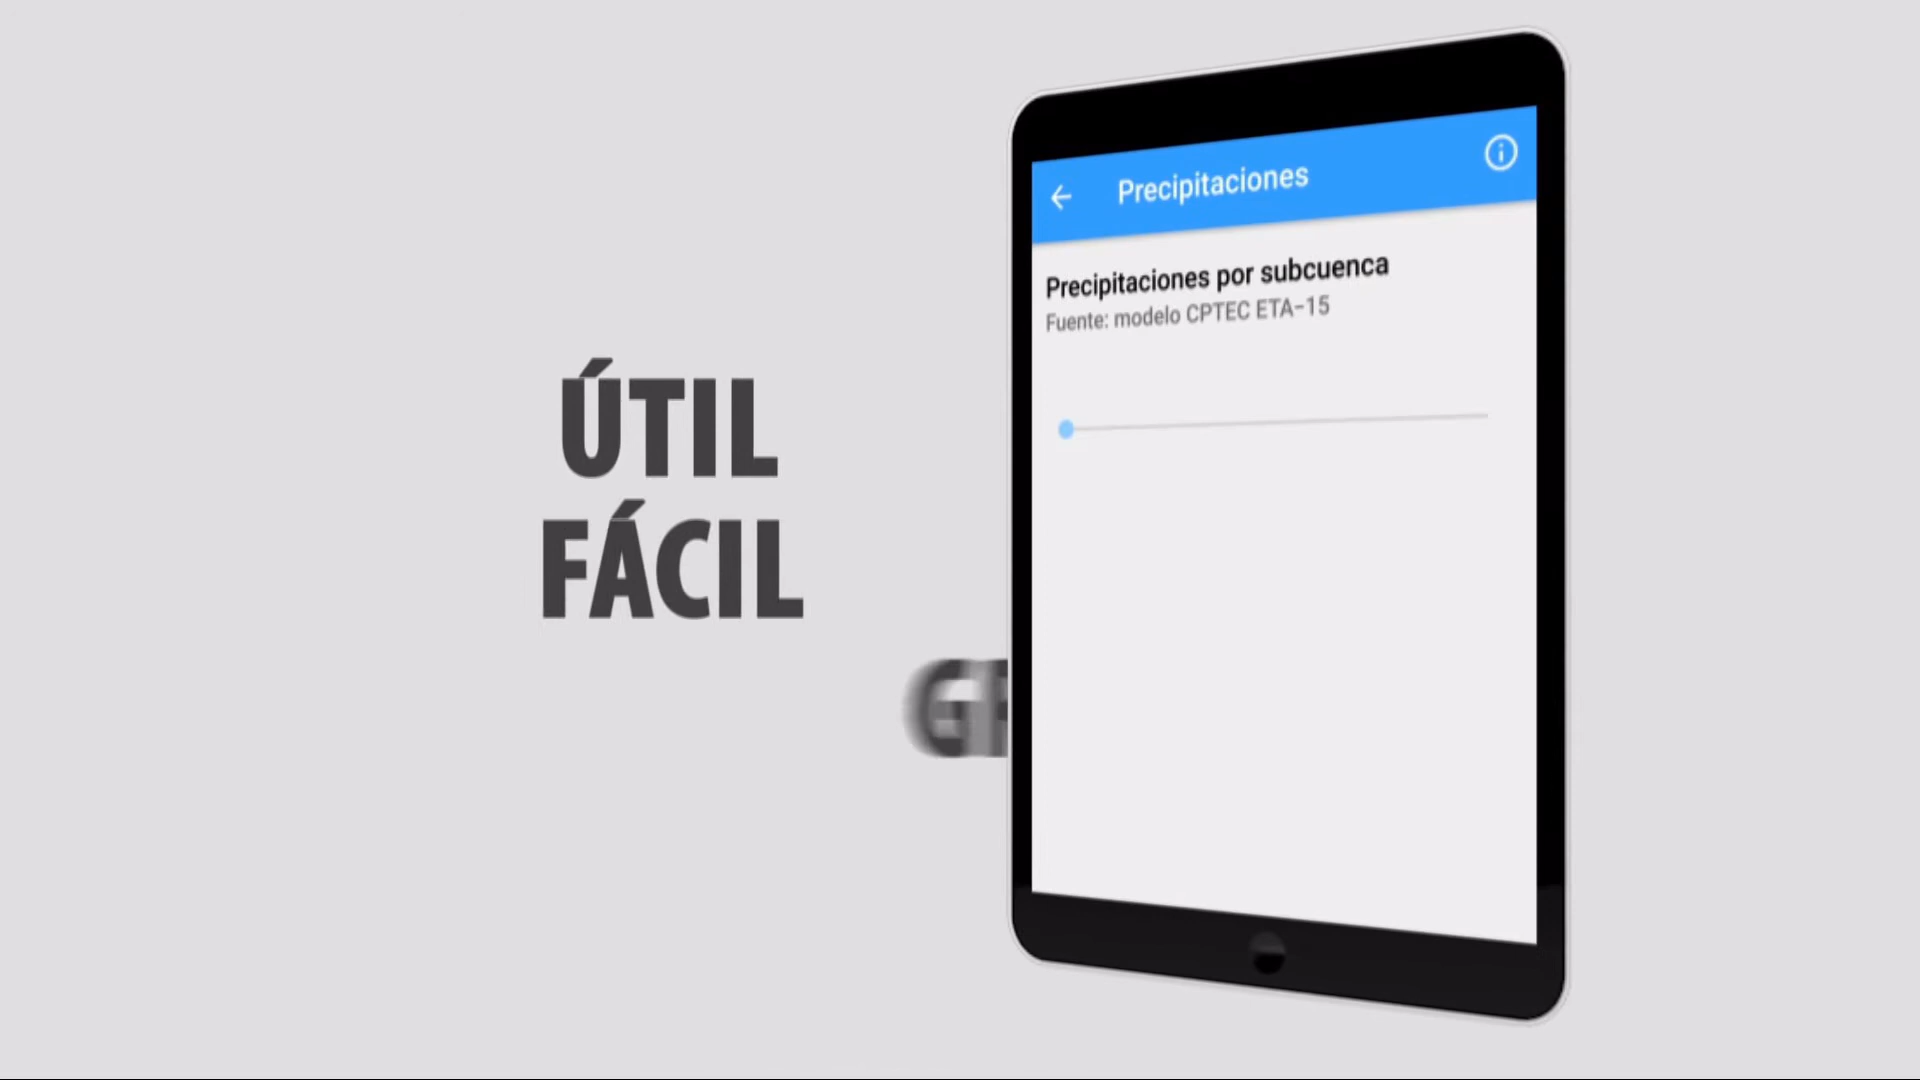 ÚTIL
FÁCIL
Precipitaciones
Precipitaciones por subcuenca
Fuente: modelo CPTEC ETA-15